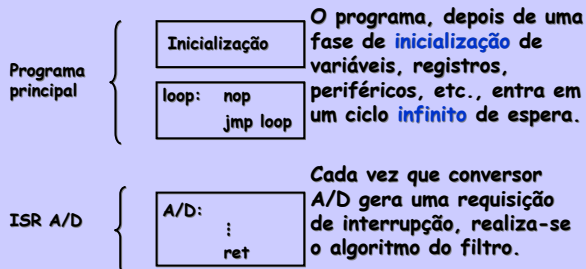 Programa
principal
Inicialização
loop: nop
jmp loop
O programa, depois de uma
fase de inicialização de
variáveis, registros,
periféricos, etc., entra em
um ciclo infinito de espera.
ISR A/D
A/D:
⋮
ret
Cada vez que conversor
A/D gera uma requisição
de interrupção, realiza-se
o algoritmo do filtro.